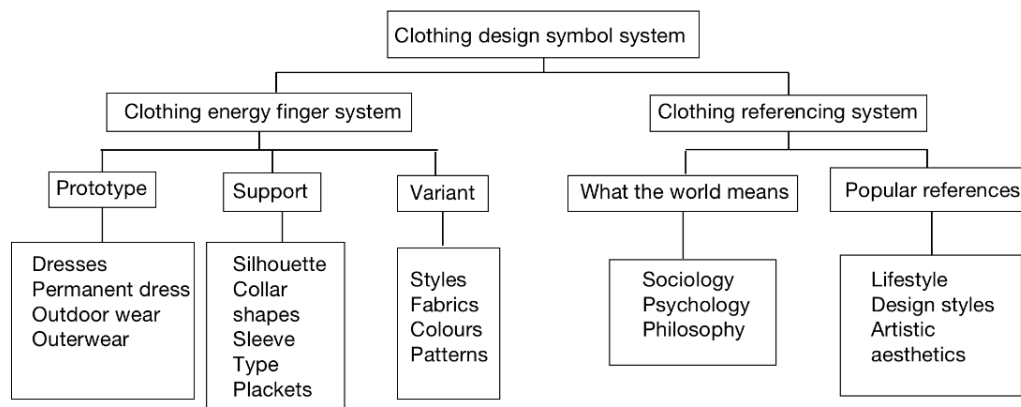 Clothing design symbol system
Clothing energy finger system
Clothing referencing system
Prototype
Support
Variant
What the world means
Popular references
Dresses
Permanent dress
Outdoor wear
Outerwear
Silhouette
Collar
shapes
Sleeve
Type
Plackets
Styles
Fabrics
Colours
Patterns
Sociology
Psychology
Philosophy
Lifestyle
Design styles
Artistic
aesthetics